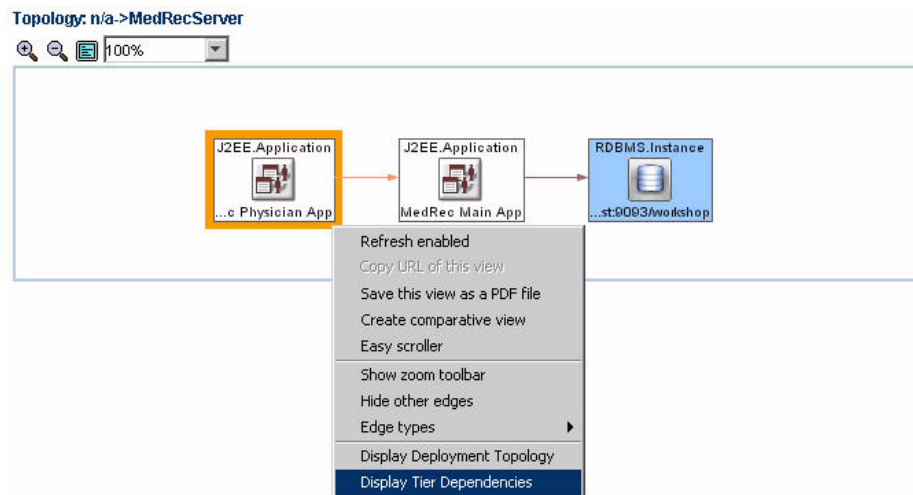 Topology: n/a->MedRecServer
100%
J2EE.Application
...c Physician App
J2EE.Application
MedRec Main App
RDBMS.Instance
...st:9093/workshop
Refresh enabled
Copy URL of this view
Save this view as a PDF file
Create comparative view
Easy scroller
Show zoom toolbar
Hide other edges
Edge types
Display Deployment Topology
Display Tier Dependencies